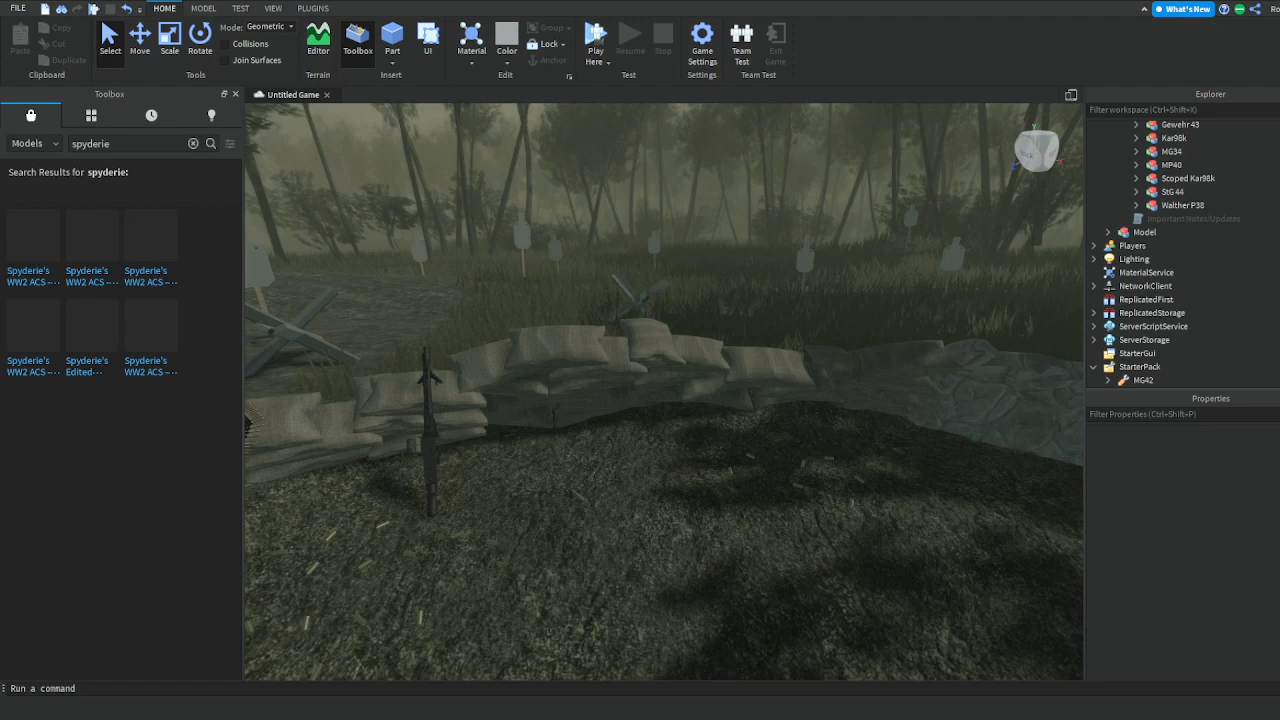 FILE HOME MODEL TEST VIEW PLUGINS What's New
Paste Copy Cut Duplicate Clipboard
Select Move Scale Rotate Mode: Geometric Collisions Join Surfaces Tools
Editor Terrain
Toolbox Part UI Insert
Material Color Group Lock Anchor Edit
Play Here Resume Stop Test
Game Settings Settings
Team Test Exit Game Team Test
Toolbox
Models spyderie
Search Results for spyderie:
Spyderie's WW2 ACS --··
Spyderie's WW2 ACS --··
Spyderie's WW2 ACS --··
Spyderie's WW2 ACS --··
Spyderie's Edited--··
Spyderie's WW2 ACS --··
Untitled Game
Explorer
Filter workspace (Ctrl+Shift+X)
Gewehr 43
Kar98k
MG34
MP40
Scoped Kar98k
StG 44
Walther P38
Important Notes/Updates
Model
Players
Lighting
MaterialService
NetworkClient
ReplicatedFirst
ReplicatedStorage
ServerScriptService
ServerStorage
StarterGui
StarterPack
MG42
Properties
Filter Properties (Ctrl+Shift+P)
Run a command